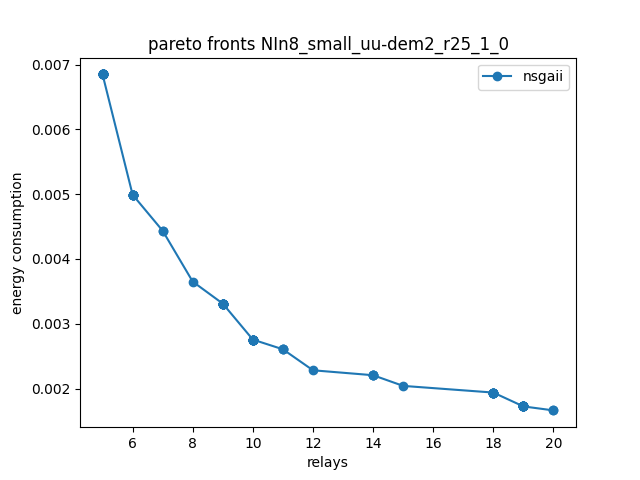 pareto fronts NIn8_small_uu-dem2_r25_1_0
nsgaii
0.007
0.006
0.005
0.004
0.003
0.002
energy consumption
6 8 10 12 14 16 18 20
relays